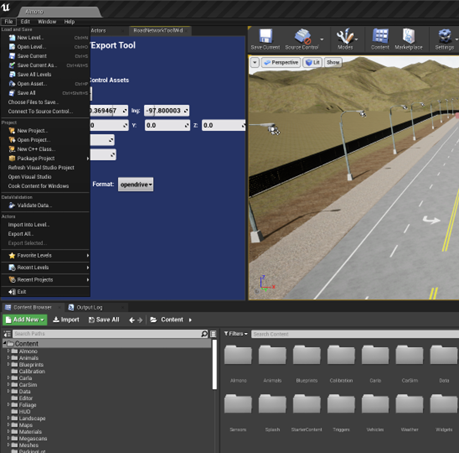 Almono
File Edit Window Help
Load and Save
New Level... Ctrl+N
Open Level... Ctrl+O
Save Current Ctrl+S
Save Current As...
Save All Levels
Open Asset... Ctrl+P
Save All
Choose Files to Save...
Connect To Source Control...
Project
New Project...
Open Project...
New C++ Class...
Package Project
Refresh Visual Studio Project
Open Visual Studio
Cook Content for Windows
DataValidation
Validate Data...
Actors
Import Into Level...
Export All...
Export Selected...
Favorite Levels
Recent Levels
Recent Projects
Exit
Actors RoadNetworkToolWid
Export Tool
Control Assets
0.369467 lng: -97.800003
0 Y: 0.0 Z: 0.0
Format: opendrive
Save Current Source Control Modes Content Marketplace Settings
Perspective Lit Show
Content Browser Output Log
Add New Import Save All Content
Search Paths
Filters Search Content
Content
Almono
Animals
Blueprints
Calibration
Carla
CarSim
Data
Editor
Foliage
HUD
Landscape
Maps
Materials
Megascans
Meshes
Almono Animals Blueprints Calibration Carla CarSim Data
Sensors Splash StarterContent Triggers Vehicles Weather Widgets